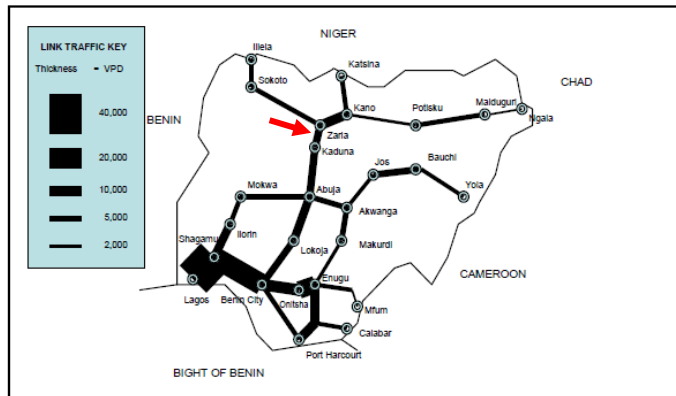 NIGER
LINK TRAFFIC KEY
Thickness - VPD
40,000
20,000
10,000
5,000
2,000
BENIN
CHAD
Illela
Katsina
Sokoto
Kano
Potisku
Maiduguri
Ngala
Zaria
Kaduna
Jos
Bauchi
Mokwa
Abuja
Akwanga
Yola
Ilorin
Shagamu
Lokoja
Makurdi
CAMEROON
Enugu
Lagos
Benin City
Onitsha
Mfum
Calabar
Port Harcourt
BIGHT OF BENIN